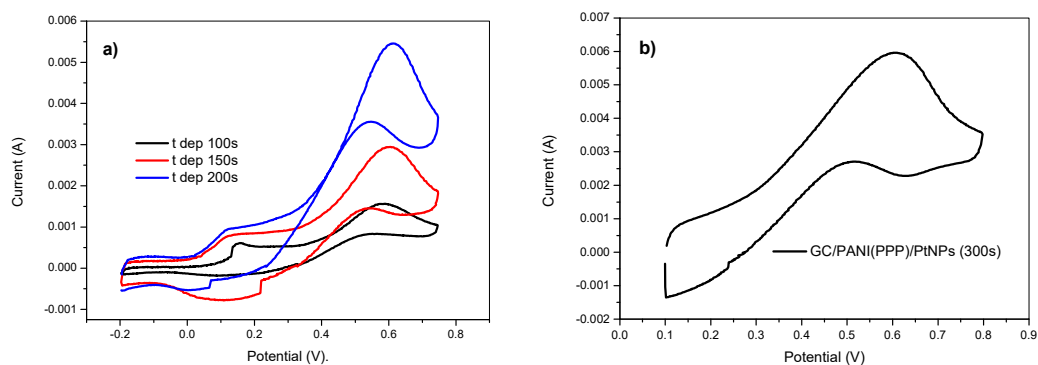 a)
0.006
0.005
0.004
0.003
0.002
0.001
0.000
-0.001
Current (A)
t dep 100s
t dep 150s
t dep 200s
-0.2 0.0 0.2 0.4 0.6 0.8
Potential (V).
b)
0.007
0.006
0.005
0.004
0.003
0.002
0.001
0.000
-0.001
-0.002
Current (A)
GC/PANI(PPP)/PtNPs (300s)
0.0 0.1 0.2 0.3 0.4 0.5 0.6 0.7 0.8 0.9
Potential (V)